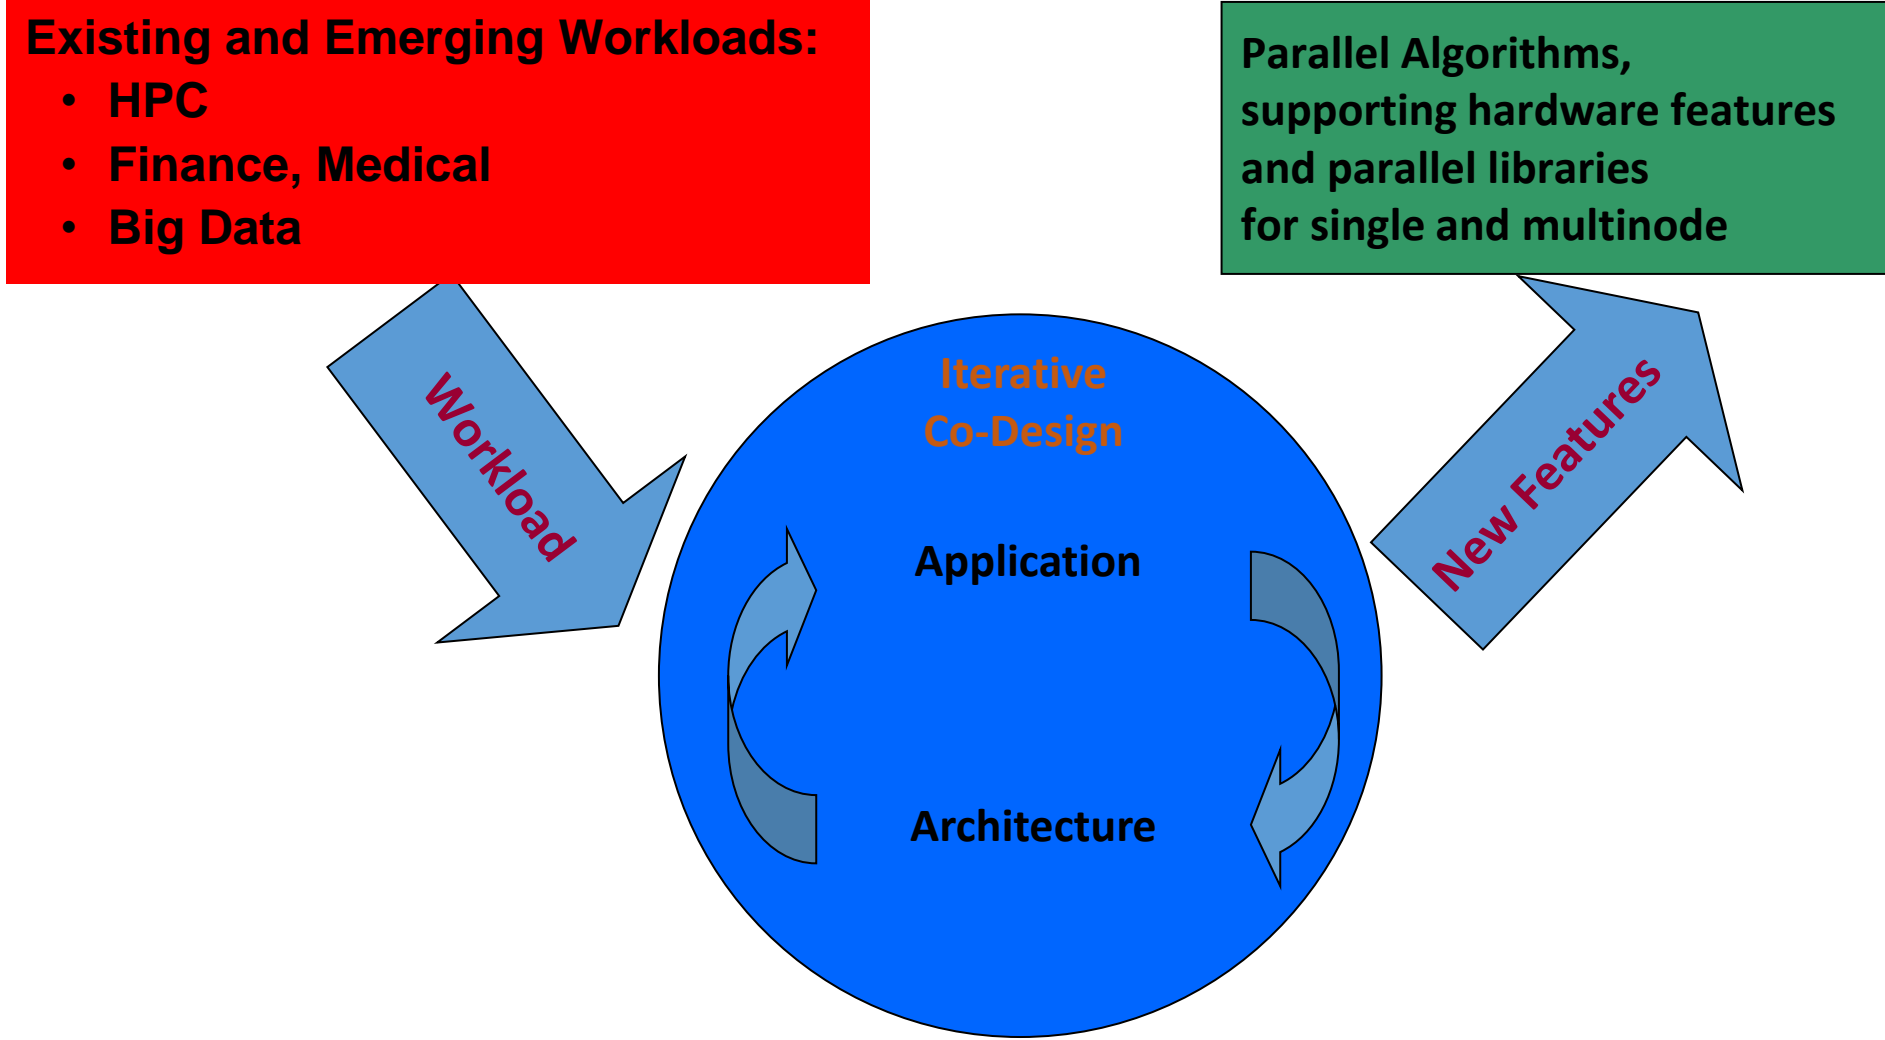 Existing and Emerging Workloads:
• HPC
• Finance, Medical
• Big Data
Parallel Algorithms,
supporting hardware features
and parallel libraries
for single and multinode
Workload
Iterative
Co-Design
Application
Architecture
New Features